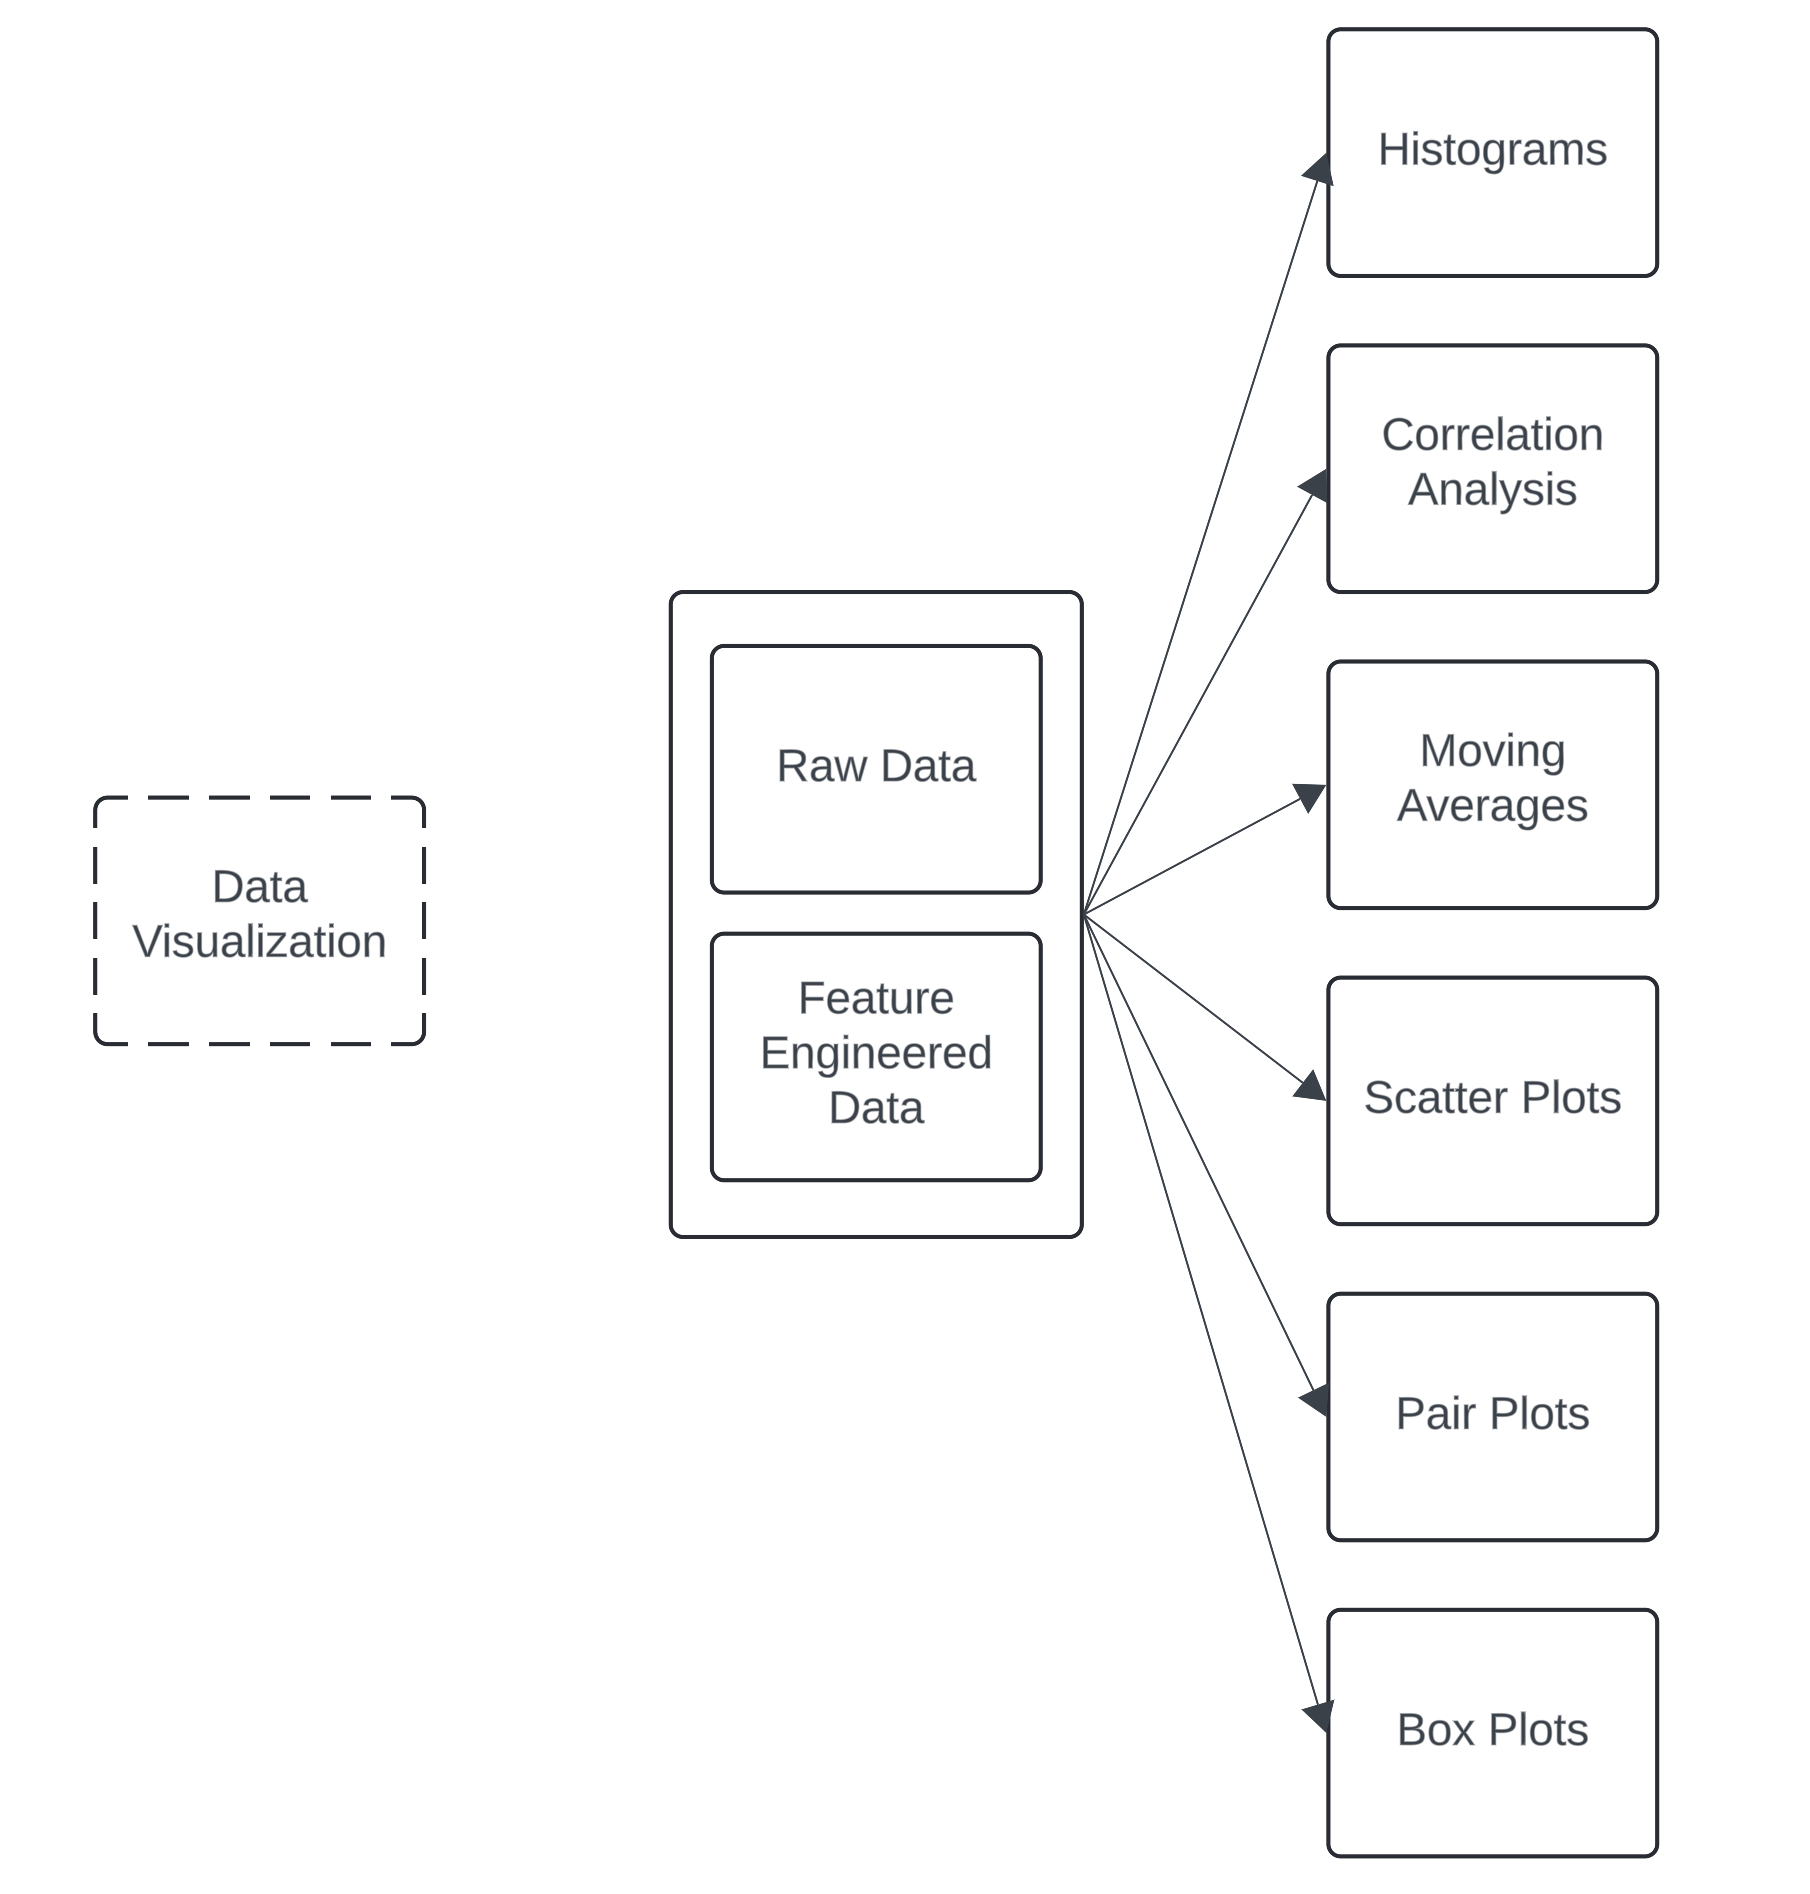 Data
Visualization
Raw Data
Feature
Engineered
Data
Histograms
Correlation
Analysis
Moving
Averages
Scatter Plots
Pair Plots
Box Plots